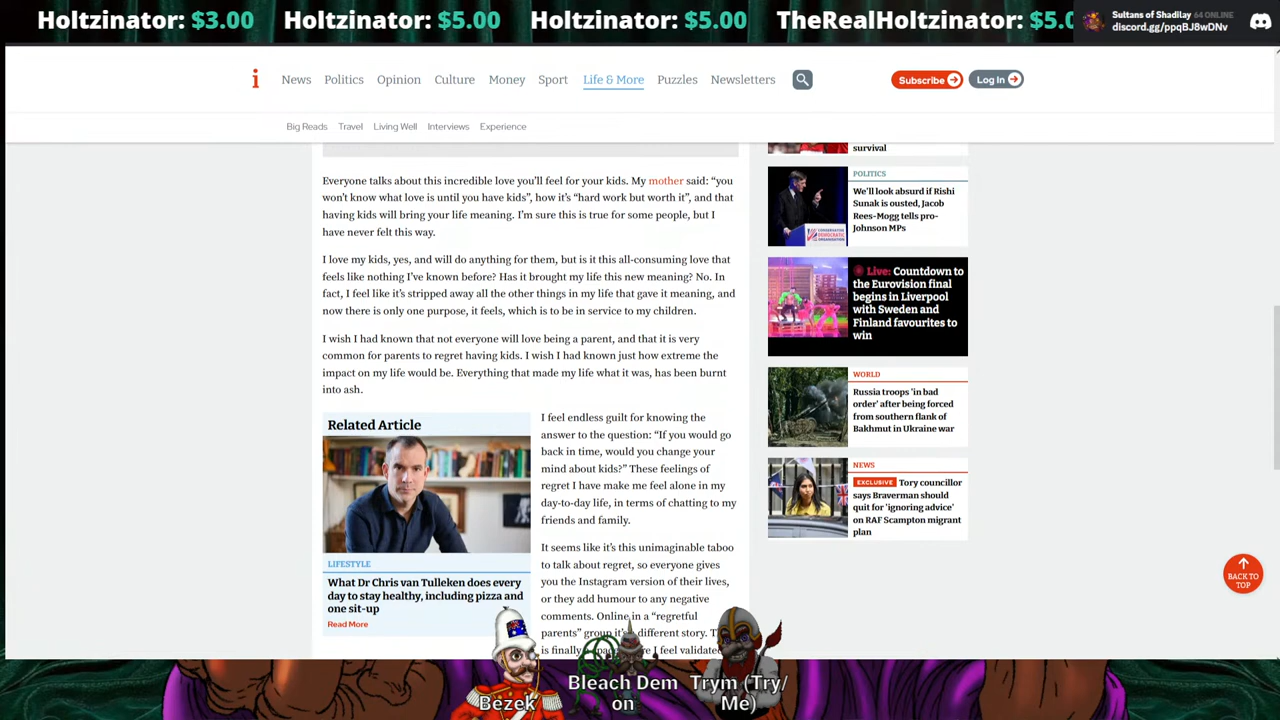 Holtzinator: $3.00 Holtzinator: $5.00 Holtzinator: $5.00 TheRealHoltzinator: $5.0
Sultans of Shadilay 64 ONLINE
discord.gg/ppqBJ8wDNv
i News Politics Opinion Culture Money Sport Life & More Puzzles Newsletters Subscribe Log In
Big Reads Travel Living Well Interviews Experience
Everyone talks about this incredible love you'll feel for your kids. My mother said: “you
won't know what love is until you have kids”, how it's “hard work but worth it”, and that
having kids will bring your life meaning. I'm sure this is true for some people, but I
have never felt this way.
I love my kids, yes, and will do anything for them, but is it this all-consuming love that
feels like nothing I've known before? Has it brought my life this new meaning? No. In
fact, I feel like it's stripped away all the other things in my life that gave it meaning, and
now there is only one purpose, it feels, which is to be in service to my children.
I wish I had known that not everyone will love being a parent, and that it is very
common for parents to regret having kids. I wish I had known just how extreme the
impact on my life would be. Everything that made my life what it was, has been burnt
into ash.
Related Article
LIFESTYLE
What Dr Chris van Tulleken does every
day to stay healthy, including pizza and
one sit-up
Read More
I feel endless guilt for knowing the
answer to the question: “If you would go
back in time, would you change your
mind about kids?” These feelings of
regret I have make me feel alone in my
day-to-day life, in terms of chatting to my
friends and family.
It seems like it's this unimaginable taboo
to talk about regret, so everyone gives
you the Instagram version of their lives,
or they add humour to any negative
comments. Online in a “regretful
parents” group it's different story.
is finally I feel validated
survival
POLITICS
We'll look absurd if Rishi
Sunak is ousted, Jacob
Rees-Mogg tells pro-
Johnson MPs
Live: Countdown to
the Eurovision final
begins in Liverpool
with Sweden and
Finland favourites to
win
WORLD
Russia troops 'in bad
order' after being forced
from southern flank of
Bakhmut in Ukraine war
NEWS
EXCLUSIVE Tory councillor
says Braverman should
quit for 'ignoring advice'
on RAF Scampton migrant
plan
BACK TO
TOP
Bezek
Bleach Dem
on
Trym (Try/
Me)